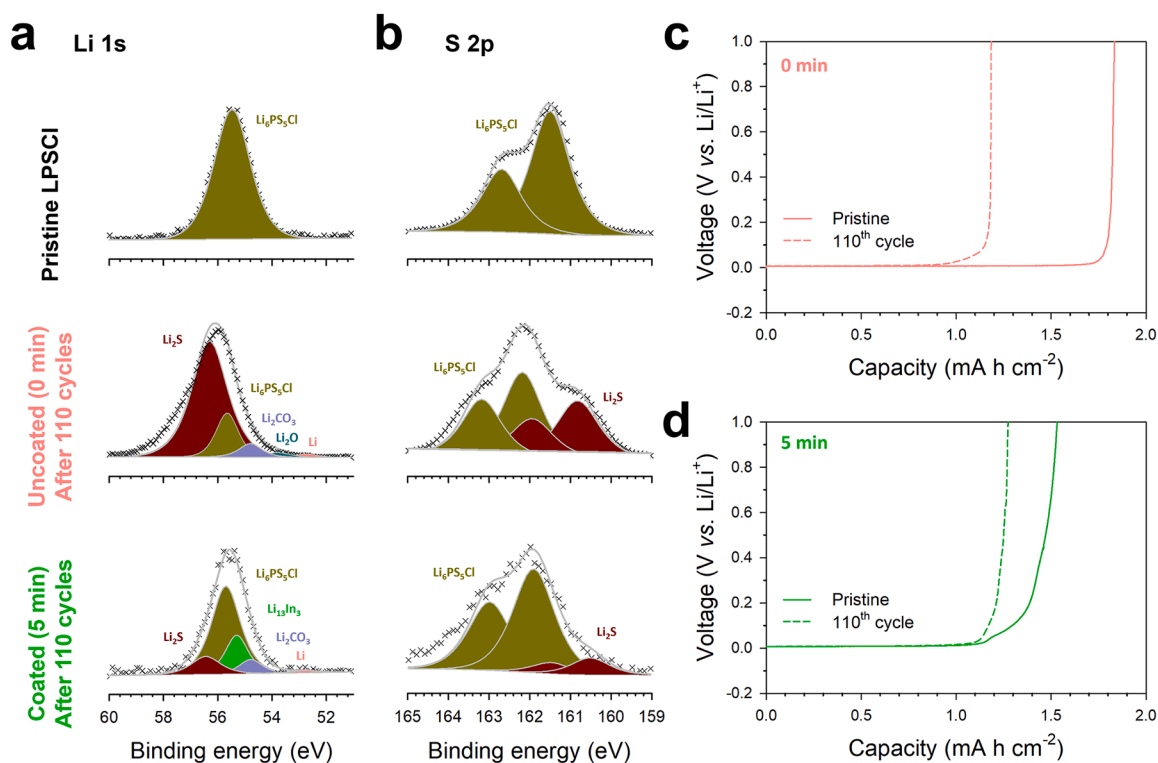 a Li 1s
b S 2p
c
d
Pristine LPSCI
Uncoated (0 min)
After 110 cycles
Coated (5 min)
After 110 cycles
Li₆PS₅Cl
Li₂S
Li₆PS₅Cl
Li₂CO₃
Li₂O
Li
Li₆PS₅Cl
Li₁₃In₃
Li₂S
Li₂CO₃
Li
60 58 56 54 52
Binding energy (eV)
Li₆PS₅Cl
Li₆PS₅Cl
Li₂S
Li₆PS₅Cl
Li₂S
165 164 163 162 161 160 159
Binding energy (eV)
0 min
Pristine
110th cycle
1.0
0.8
0.6
0.4
0.2
0.0
-0.2
Voltage (V vs. Li/Li⁺)
0.0 0.5 1.0 1.5 2.0
Capacity (mA h cm⁻²)
5 min
Pristine
110th cycle
1.0
0.8
0.6
0.4
0.2
0.0
-0.2
Voltage (V vs. Li/Li⁺)
0.0 0.5 1.0 1.5 2.0
Capacity (mA h cm⁻²)